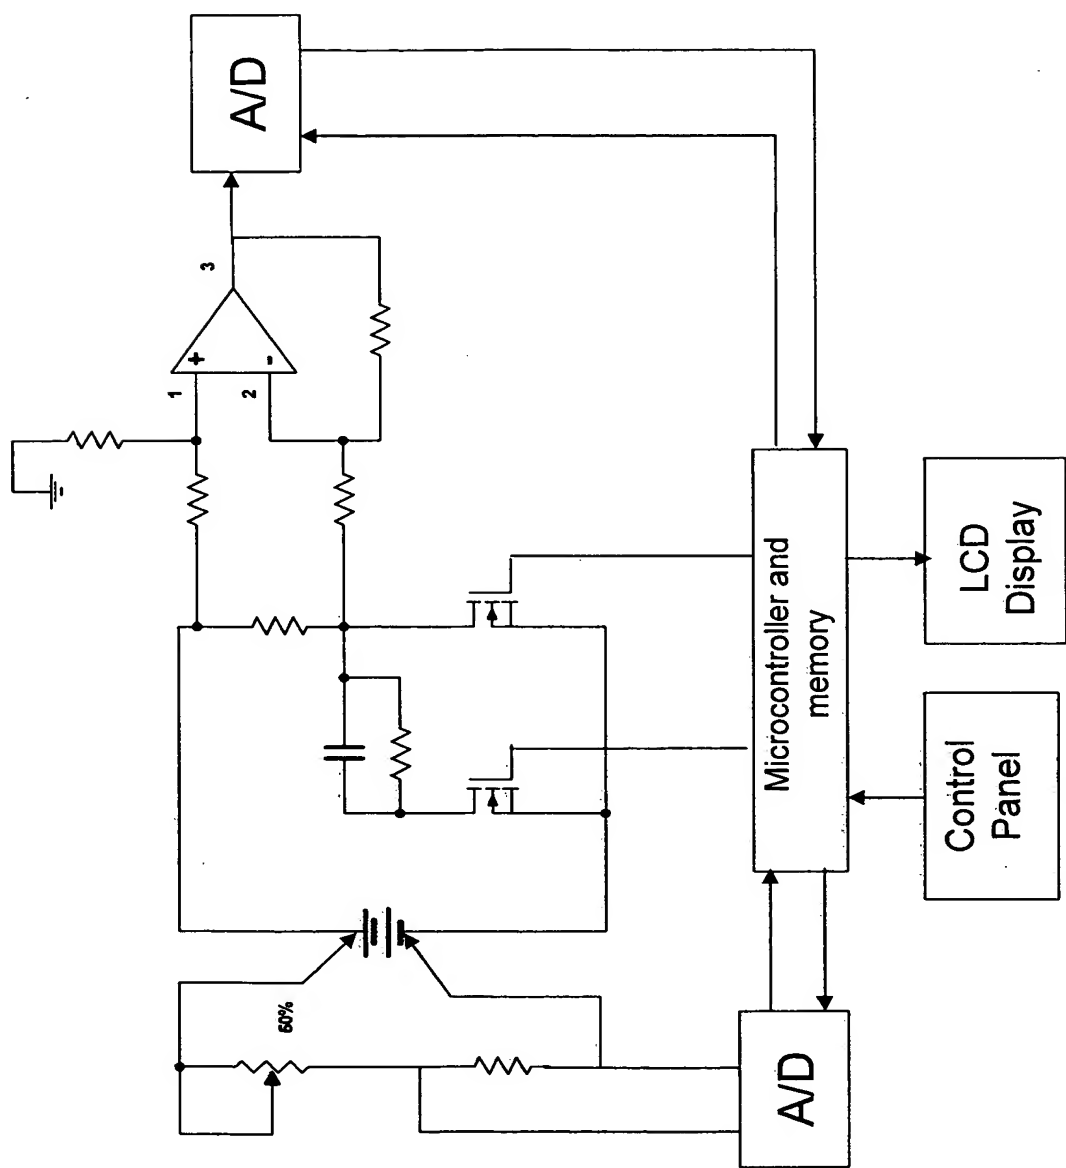 A/D
3
+
-
1
2
60%
Microcontroller and
memory
LCD
Display
Control
Panel
A/D